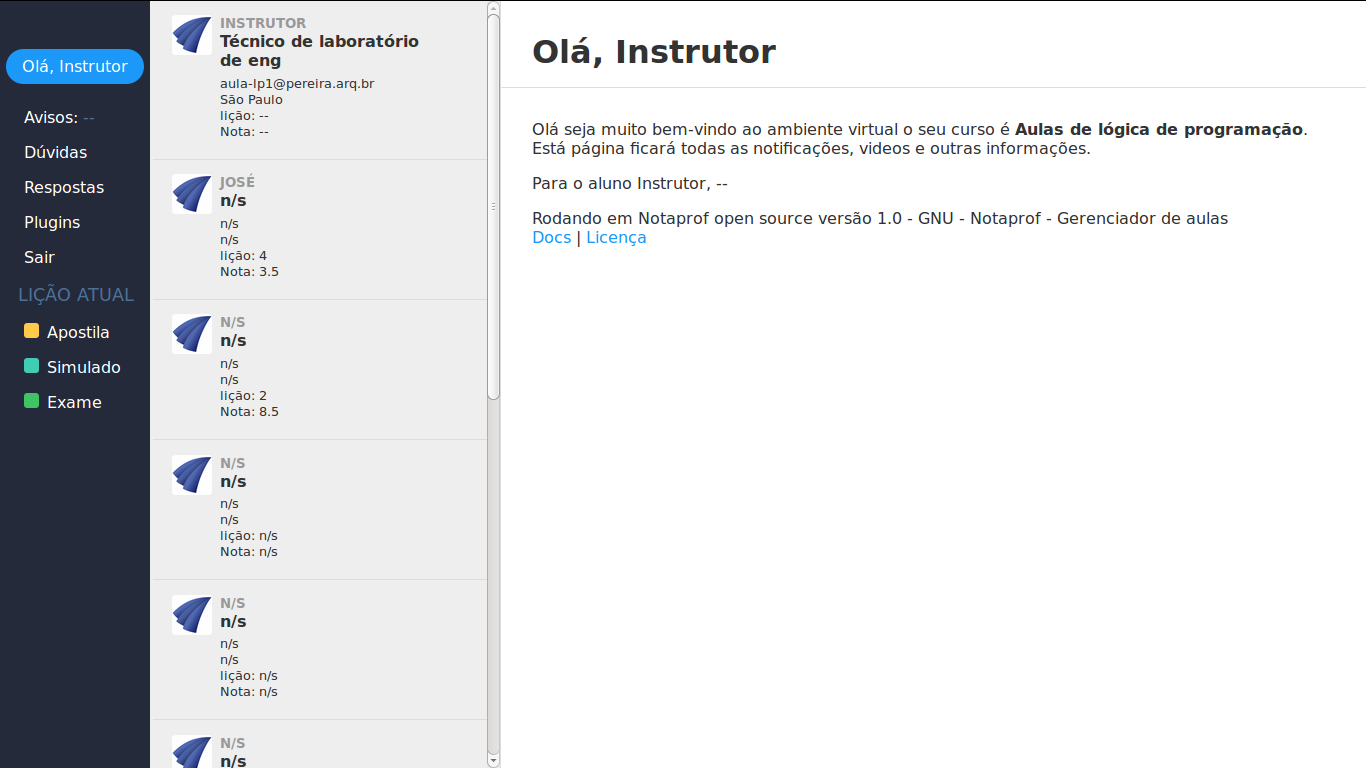 Olá, Instrutor
Avisos: --
Dúvidas
Respostas
Plugins
Sair
LIÇÃO ATUAL
Apostila
Simulado
Exame
INSTRUTOR
Técnico de laboratório
de eng
aula-lp1@pereira.arq.br
São Paulo
lição: --
Nota: --
JOSÉ
n/s
n/s
n/s
lição: 4
Nota: 3.5
N/S
n/s
n/s
n/s
lição: 2
Nota: 8.5
N/S
n/s
n/s
n/s
lição: n/s
Nota: n/s
N/S
n/s
n/s
n/s
lição: n/s
Nota: n/s
N/S
n/s
Olá, Instrutor
Olá seja muito bem-vindo ao ambiente virtual o seu curso é Aulas de lógica de programação.
Está página ficará todas as notificações, videos e outras informações.
Para o aluno Instrutor, --
Rodando em Notaprof open source versão 1.0 - GNU - Notaprof - Gerenciador de aulas
Docs | Licença